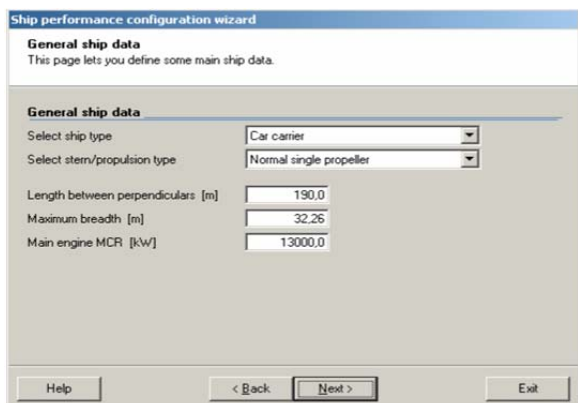 Ship performance configuration wizard
General ship data
This page lets you define some main ship data.
General ship data
Select ship type Car carrier
Select stern/propulsion type Normal single propeller
Length between perpendiculars [m] 190,0
Maximum breadth [m] 32,26
Main engine MCR [kW] 13000,0
Help < Back Next > Exit